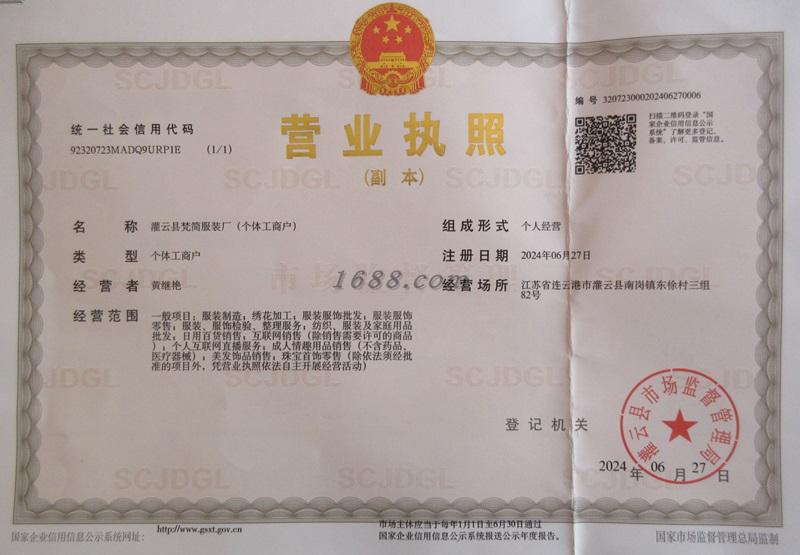 编号 320723000202406270006
统一社会信用代码
92320723MADQ9URP1E (1/1)
营业执照
(副本)
扫描二维码登录“国
家企业信用信息公示
系统”了解更多登记、
备案、许可、监管信息。
名称 灌云县梵简服装厂(个体工商户)
类型 个体工商户
经营者 黄继艳
经营范围 一般项目:服装制造;绣花加工;服装服饰批发;服装服饰
零售;服装、服饰检验、整理服务;纺织、服装及家庭用品
批发;日用百货销售;互联网销售(除销售需要许可的商品
);个人互联网直播服务;成人情趣用品销售(不含药品、
医疗器械);美发饰品销售;珠宝首饰零售(除依法须经批
准的项目外,凭营业执照依法自主开展经营活动)
组成形式 个人经营
注册日期 2024年06月27日
经营场所 江苏省连云港市灌云县南岗镇东徐村三组
82号
1688.com
登记机关
灌云县市场监督管理局
2024年06月27日
国家企业信用信息公示系统网址: http://www.gsxt.gov.cn
市场主体应当于每年1月1日至6月30日通过
国家企业信用信息公示系统报送公示年度报告。
国家市场监督管理总局监制
SCJDGL